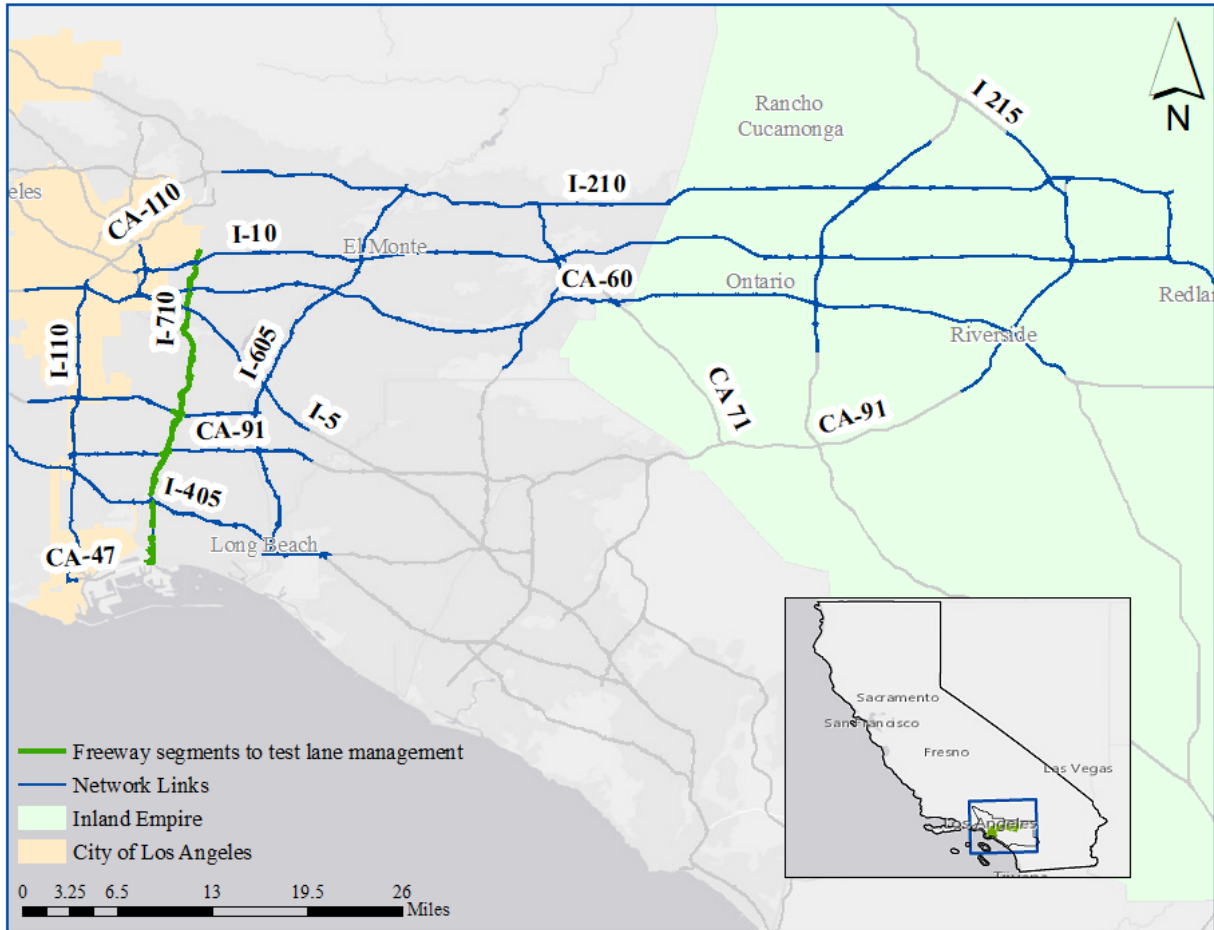 I 215
Rancho
Cucamonga
N
eles
CA-110
I-210
I-10
El Monte
CA-60
Ontario
Redlan
I-710
I-110
I-605
Riverside
I-5
CA 71
CA-91
CA-91
I-405
CA-47
Long Beach
Sacramento
San Francisco
Fresno
Las Vegas
Los Angeles
Freeway segments to test lane management
Network Links
Inland Empire
City of Los Angeles
0 3.25 6.5 13 19.5 26
Miles